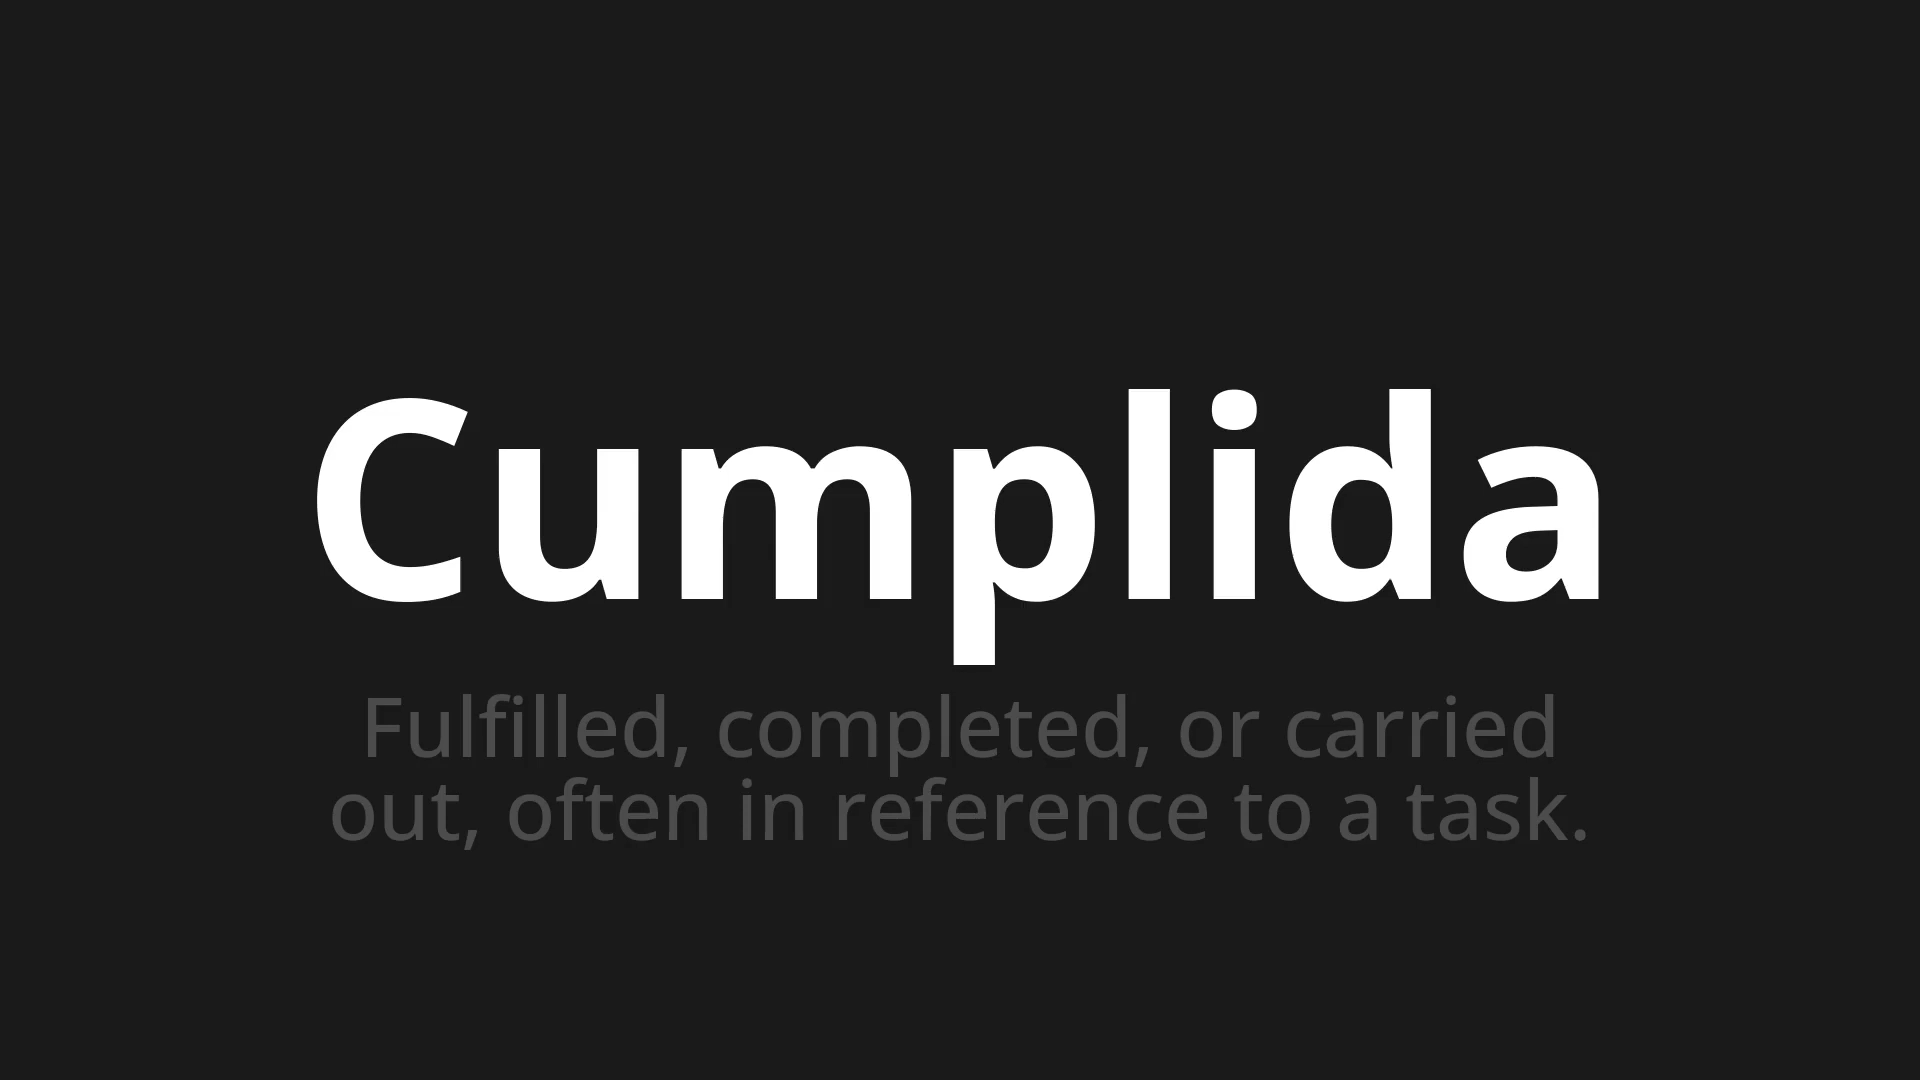 Cumplida
Fulfilled, completed, or carried
out, often in reference to a task.